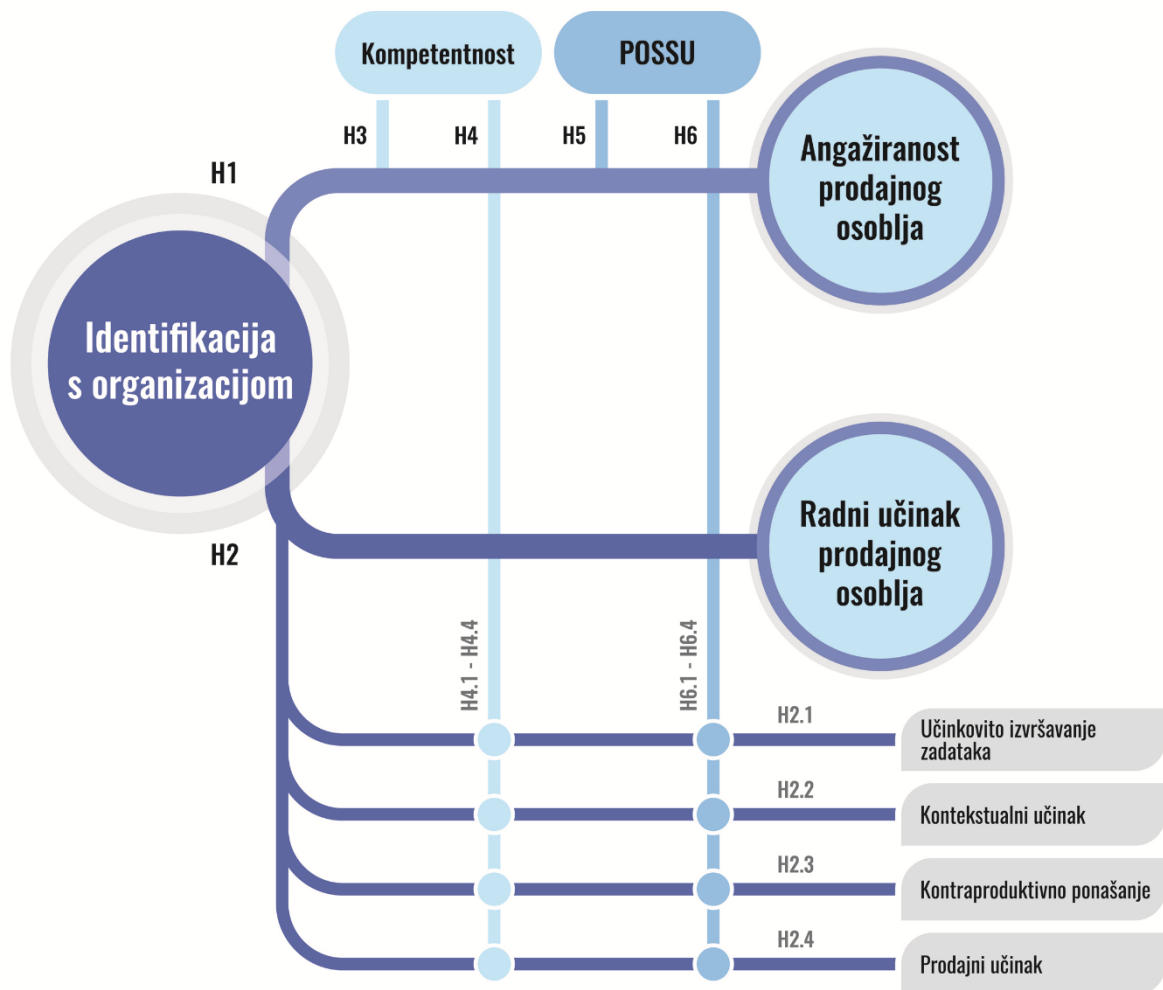 Kompetentnost
POSSU
H3
H4
H5
H6
H1
Angažiranost
prodajnog
osoblja
Identifikacija
s organizacijom
H2
Radni učinak
prodajnog
osoblja
H4.1 - H4.4
H6.1 - H6.4
H2.1
Učinkovito izvršavanje
zadataka
H2.2
Kontekstualni učinak
H2.3
Kontraproduktivno ponašanje
H2.4
Prodajni učinak